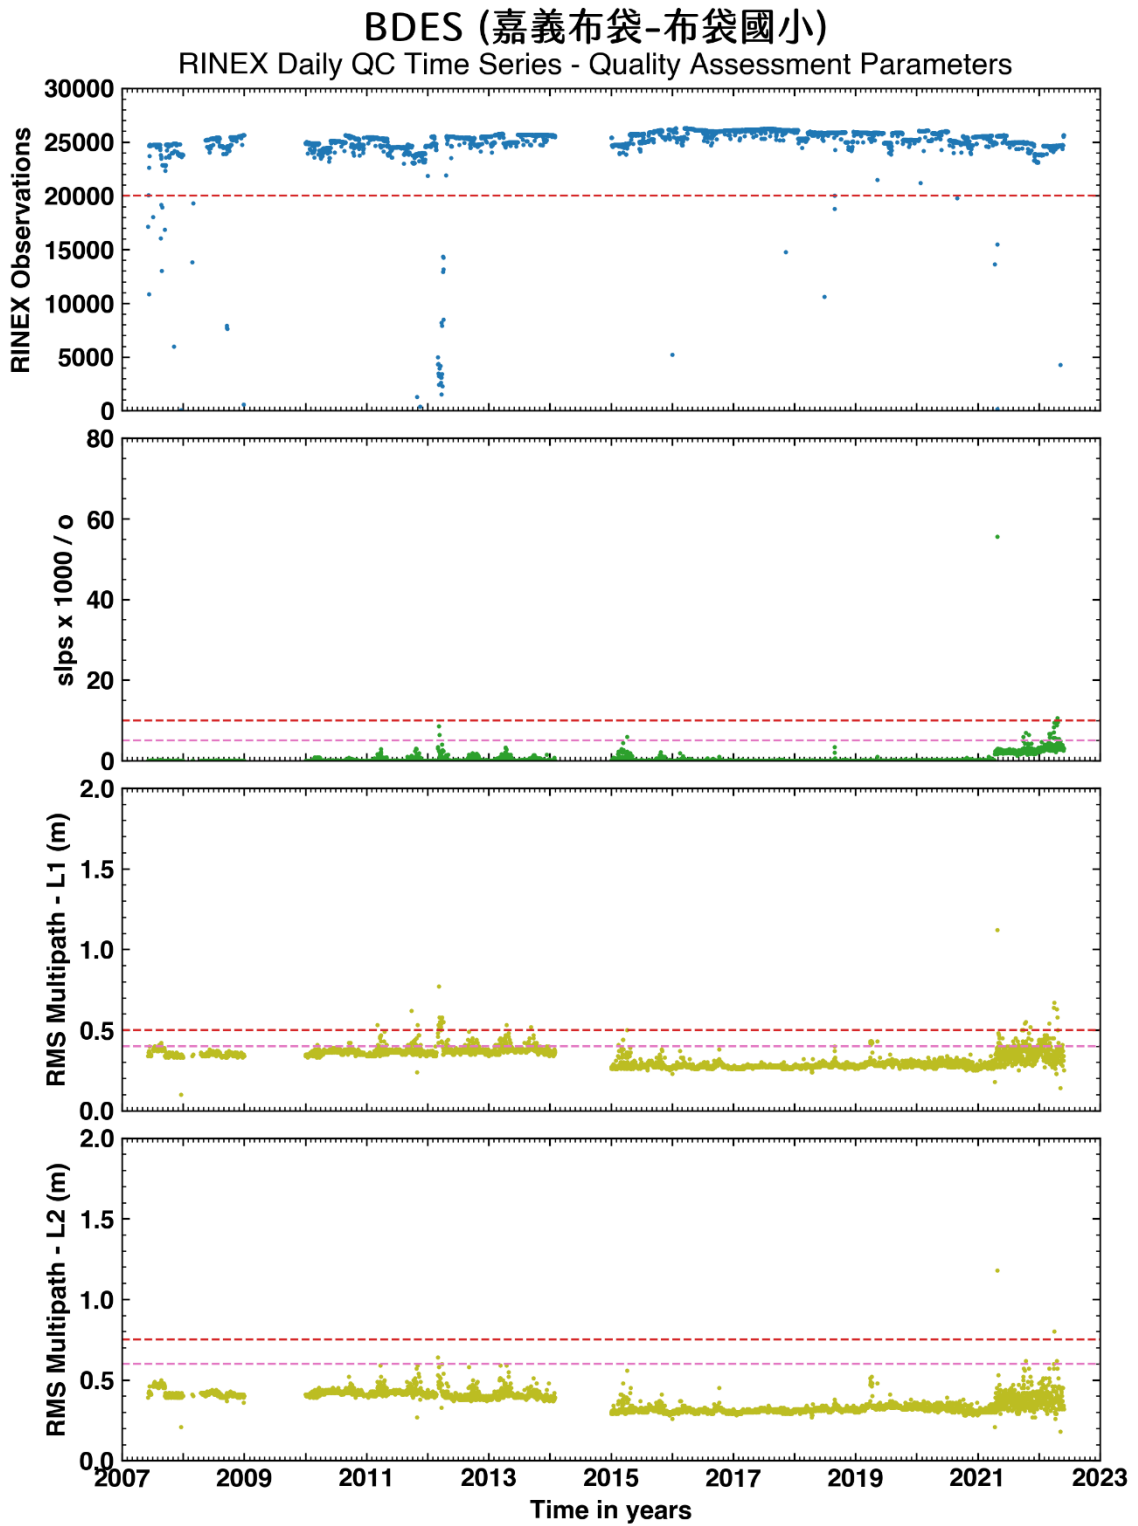 BDES (嘉義布袋-布袋國小)
RINEX Daily QC Time Series - Quality Assessment Parameters
RINEX Observations
30000
25000
20000
15000
10000
5000
0
slps x 1000 / o
80
60
40
20
0
RMS Multipath - L1 (m)
2.0
1.5
1.0
0.5
0.0
RMS Multipath - L2 (m)
2.0
1.5
1.0
0.5
0.0
2007 2009 2011 2013 2015 2017 2019 2021 2023
Time in years